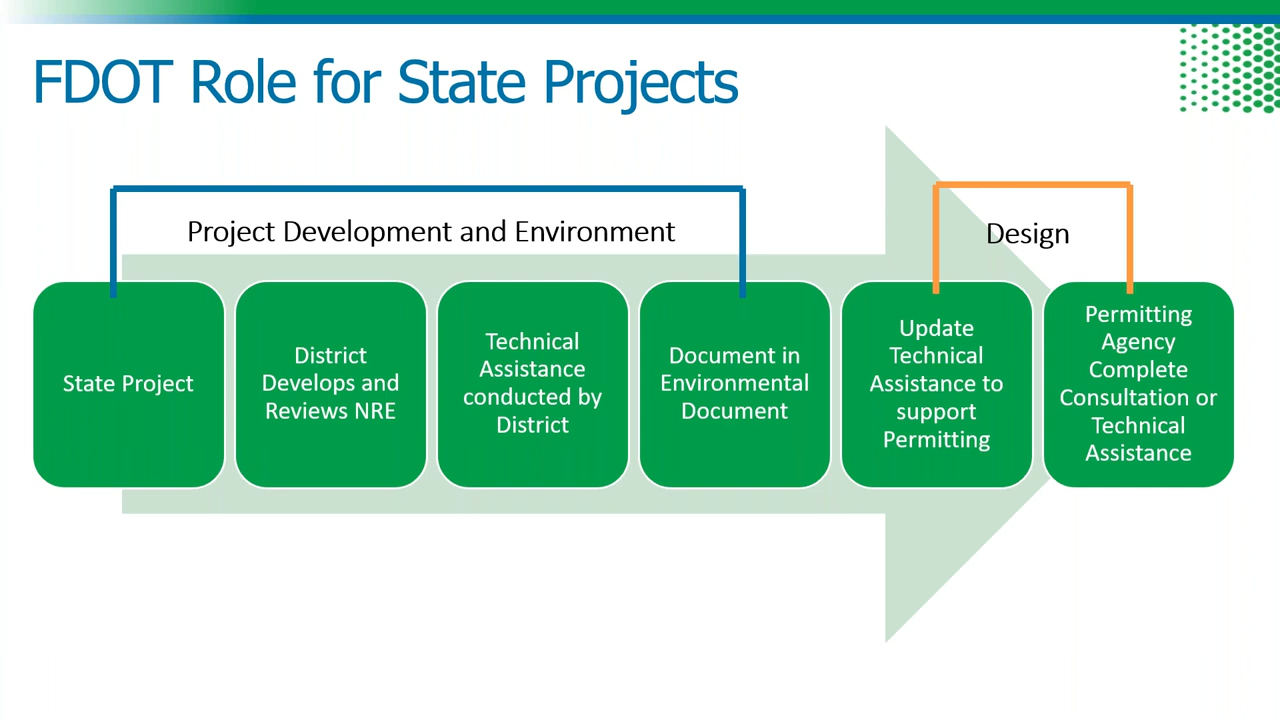 FDOT Role for State Projects
Project Development and Environment
Design
State Project
District
Develops and
Reviews NRE
Technical
Assistance
conducted by
District
Document in
Environmental
Document
Update
Technical
Assistance to
support
Permitting
Permitting
Agency
Complete
Consultation or
Technical
Assistance